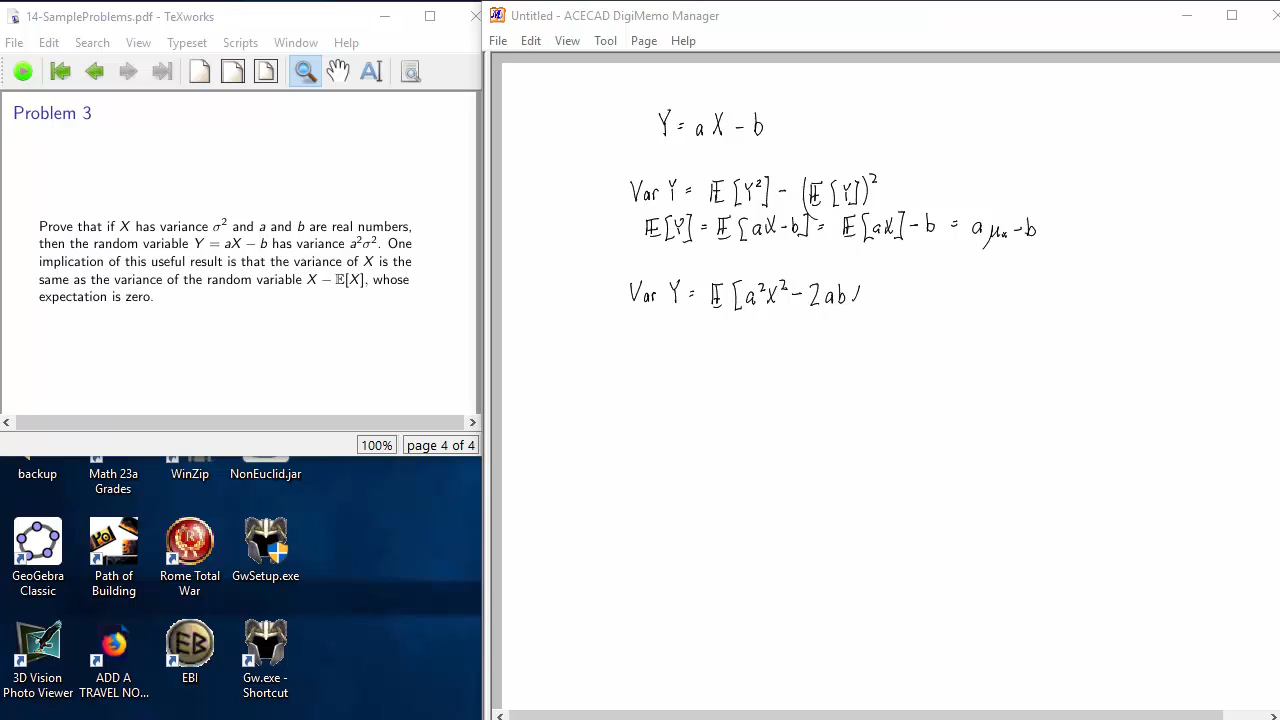 14-SampleProblems.pdf - TeXworks
File Edit Search View Typeset Scripts Window Help
Problem 3
Prove that if X has variance σ² and a and b are real numbers,
then the random variable Y = aX − b has variance a²σ². One
implication of this useful result is that the variance of X is the
same as the variance of the random variable X − 𝔼[X], whose
expectation is zero.
100% page 4 of 4
backup
Math 23a
Grades
WinZip
NonEuclid.jar
GeoGebra
Classic
Path of
Building
Rome Total
War
GwSetup.exe
3D Vision
Photo Viewer
ADD A
TRAVEL NO...
EBI
Gw.exe -
Shortcut
Untitled - ACECAD DigiMemo Manager
File Edit View Tool Page Help
Y = aX − b
Var Y = 𝔼[Y²] − (𝔼[Y])²
𝔼[Y] = 𝔼[aX − b] = 𝔼[aX] − b = aμₓ − b
Var Y = 𝔼[a²X² − 2ab